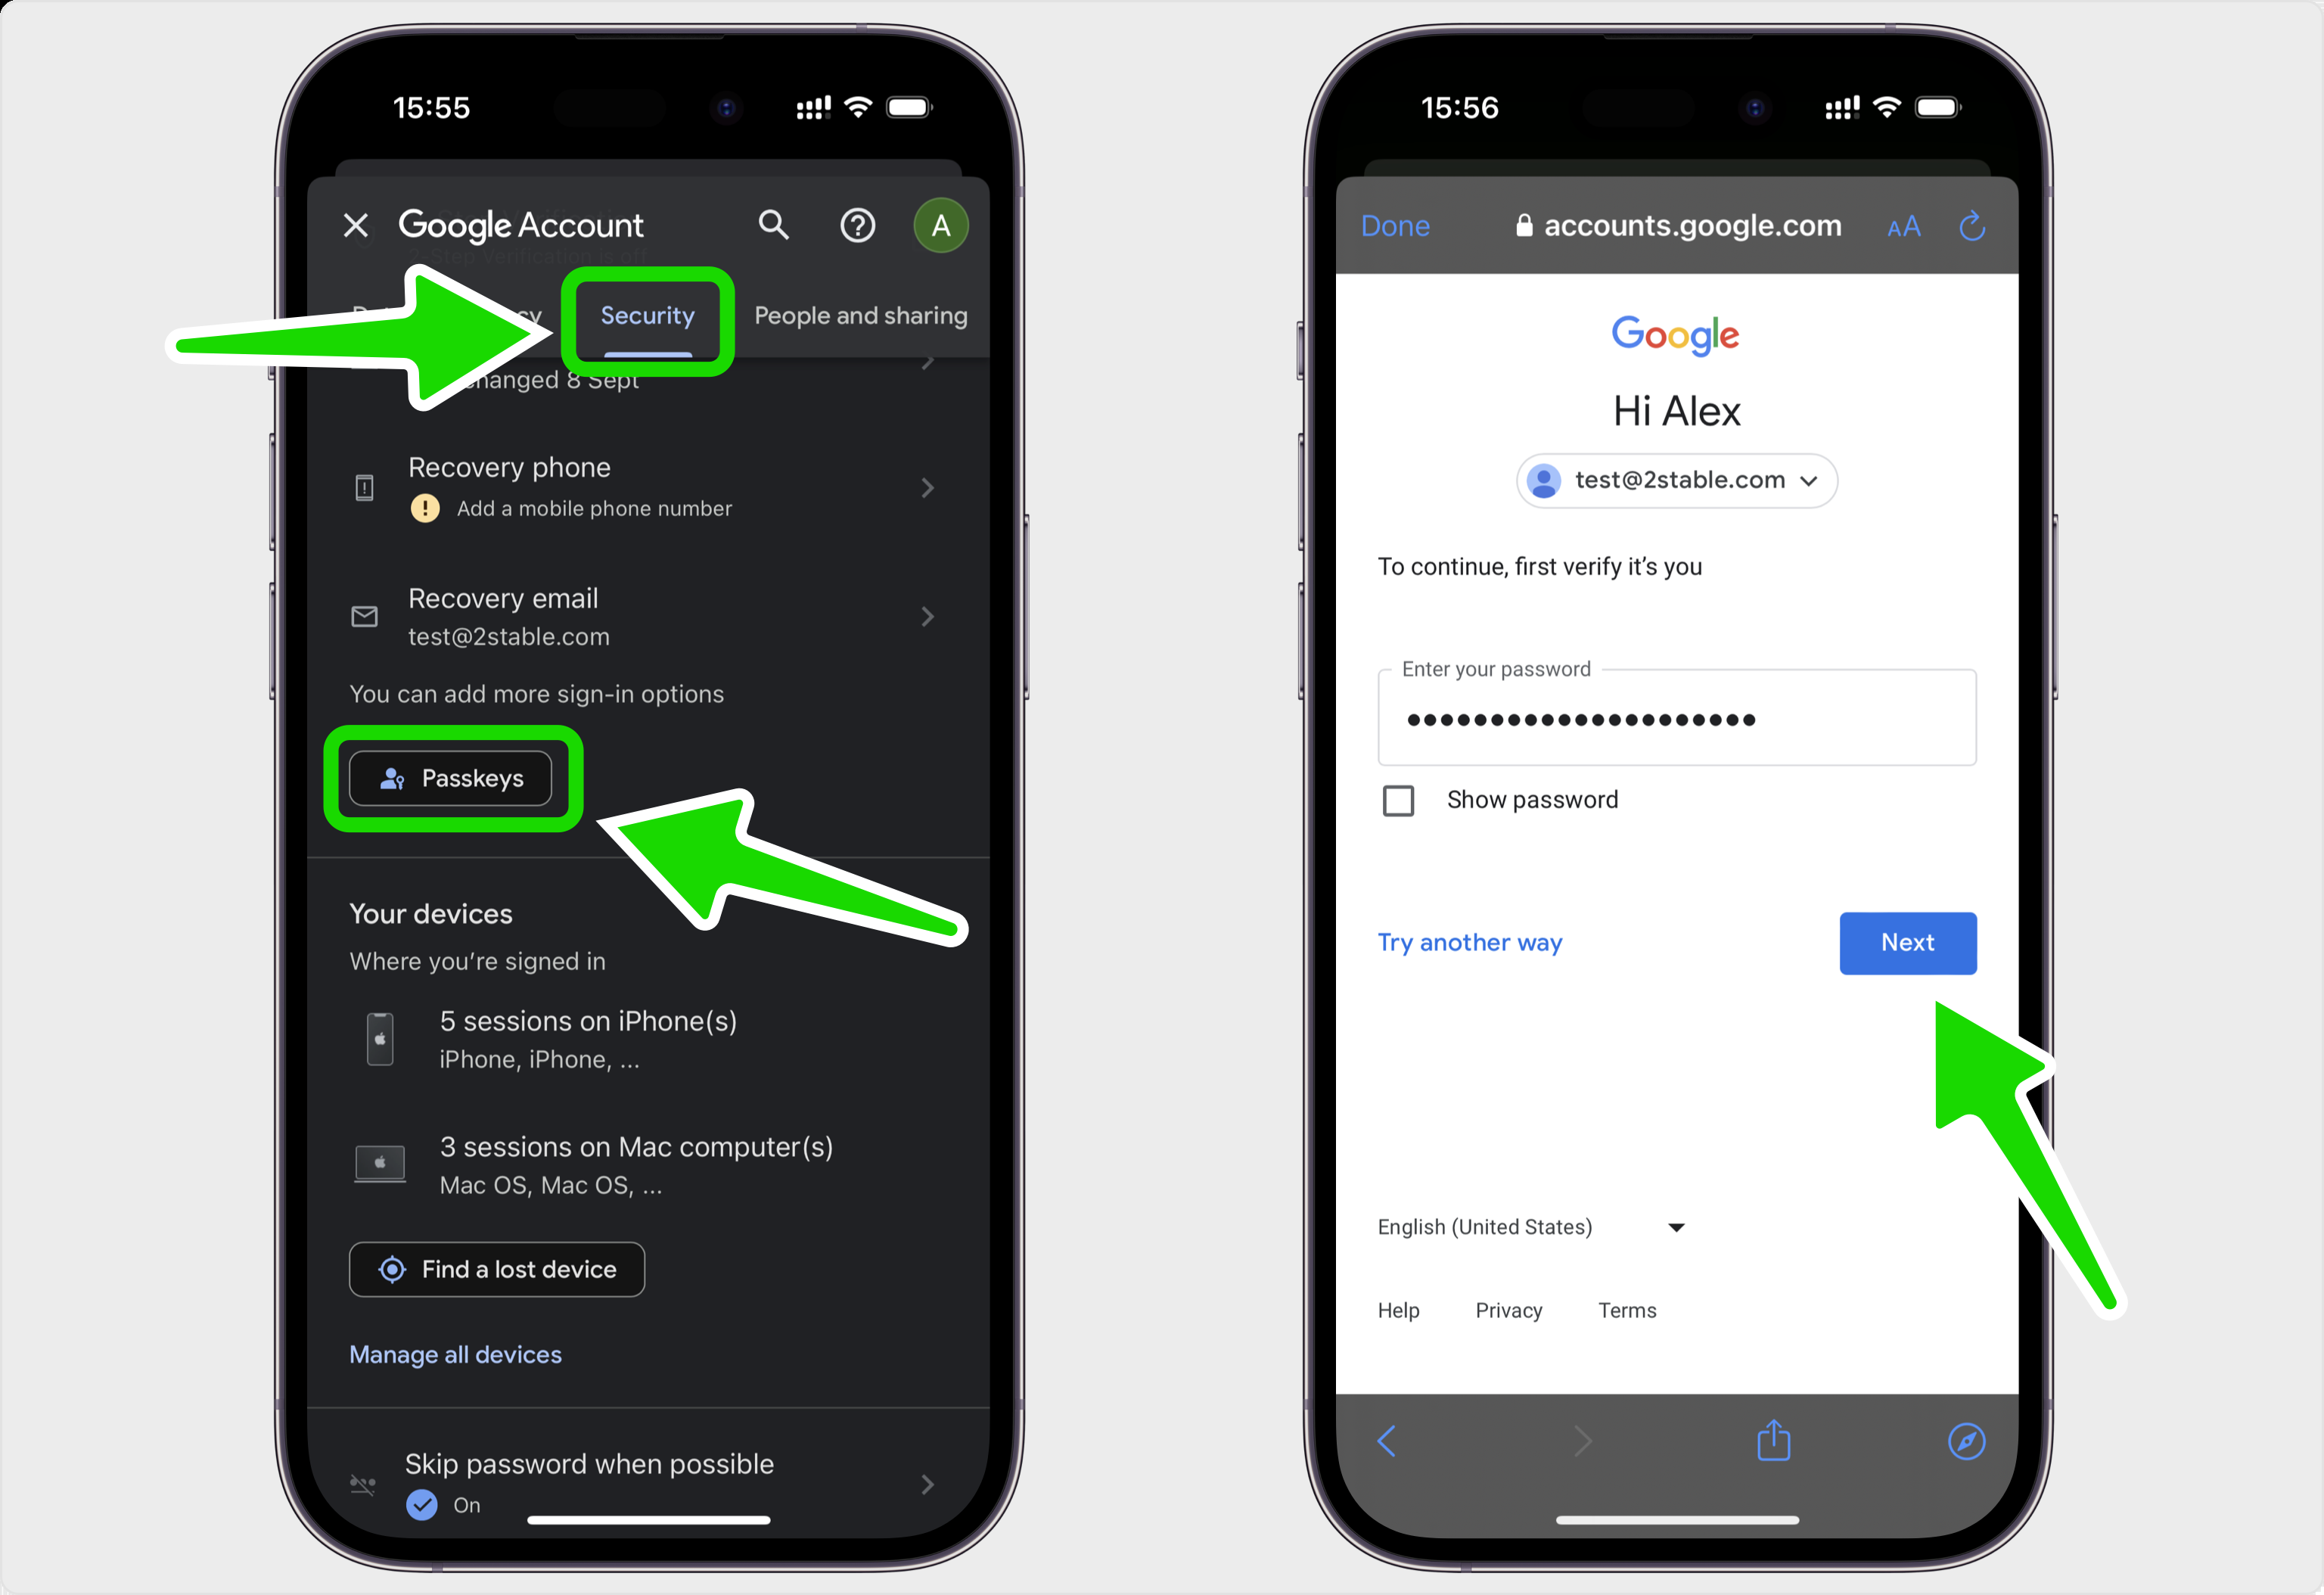 15:55
Google Account
A
Step Verification is off
Security
People and sharing
changed 8 Sept
Recovery phone
! Add a mobile phone number
Recovery email
test@2stable.com
You can add more sign-in options
Passkeys
Your devices
Where you're signed in
5 sessions on iPhone(s)
iPhone, iPhone, ...
3 sessions on Mac computer(s)
Mac OS, Mac OS, ...
Find a lost device
Manage all devices
Skip password when possible
On
15:56
Done
accounts.google.com
AA
Google
Hi Alex
test@2stable.com
To continue, first verify it's you
Enter your password
•••••••••••••••••••••
Show password
Try another way
Next
English (United States)
Help Privacy Terms